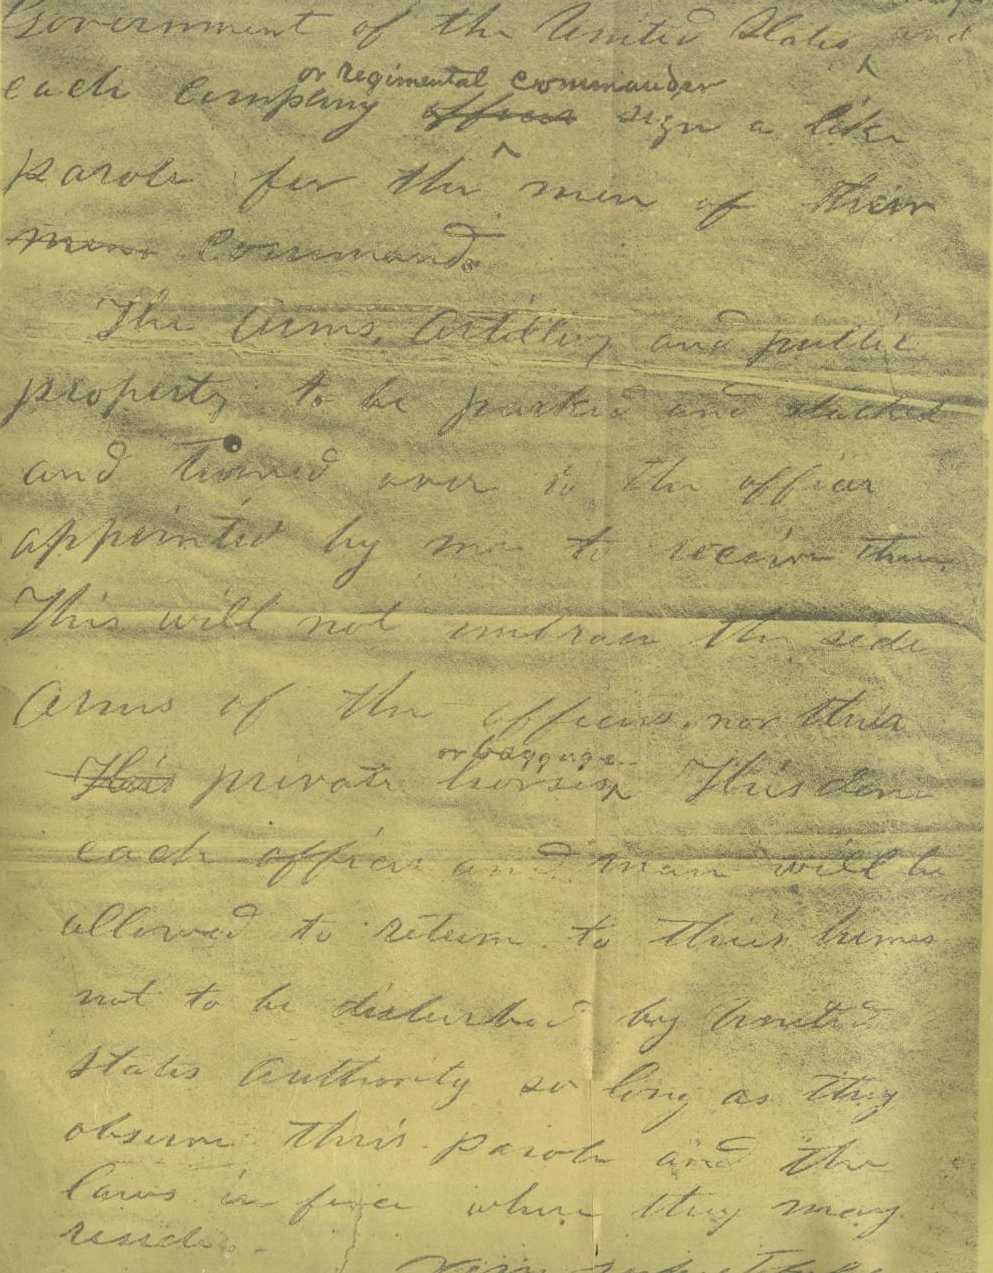 Government of the United States, and
or regimental commander
each company officer sign a like
parole for the men of their
mens commands.
The Arms, Artillery and public
property to be parked and stacked
and turned over to the officer
appointed by me to receive them.
This will not embrace the side
Arms of the officers, nor their
or baggage.
This private horses This done
each officer and man will be
allowed to return to their homes
not to be disturbed by United
States Authority so long as they
observe their parole and the
laws in force where they may
reside.
Very respectfully